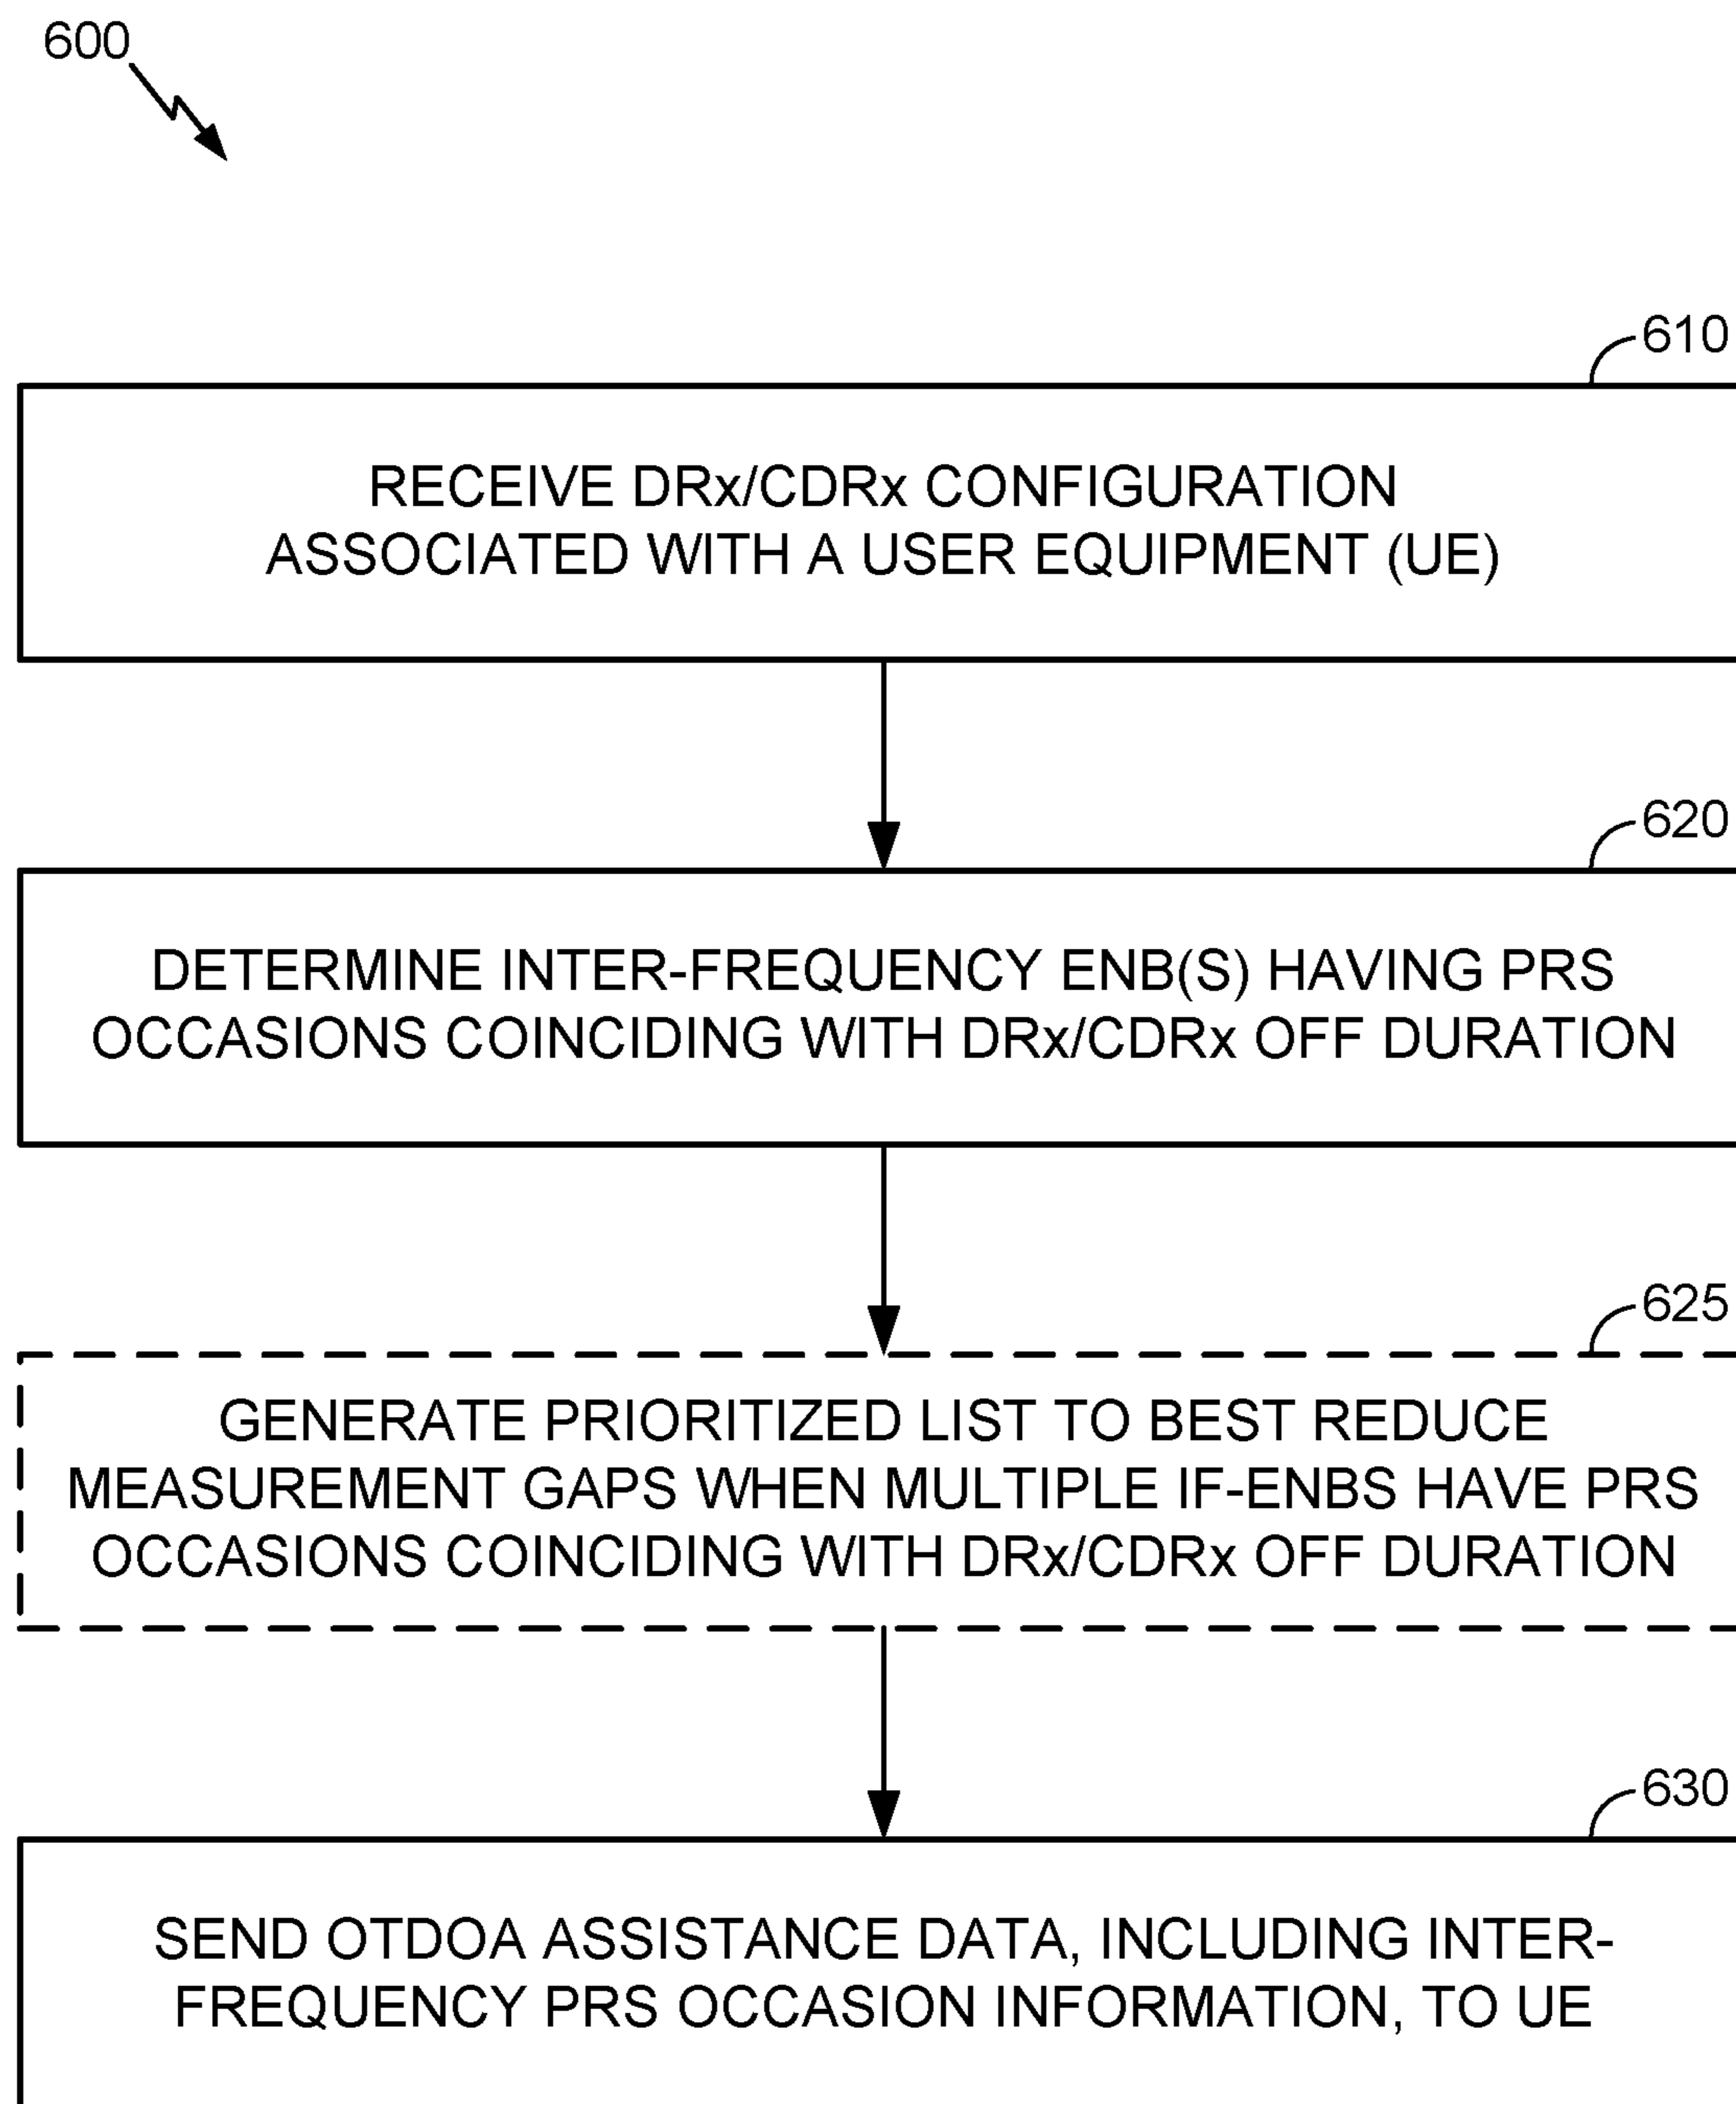 600
610
RECEIVE DRx/CDRx CONFIGURATION
ASSOCIATED WITH A USER EQUIPMENT (UE)
620
DETERMINE INTER-FREQUENCY ENB(S) HAVING PRS
OCCASIONS COINCIDING WITH DRx/CDRx OFF DURATION
625
GENERATE PRIORITIZED LIST TO BEST REDUCE
MEASUREMENT GAPS WHEN MULTIPLE IF-ENBS HAVE PRS
OCCASIONS COINCIDING WITH DRx/CDRx OFF DURATION
630
SEND OTDOA ASSISTANCE DATA, INCLUDING INTER-
FREQUENCY PRS OCCASION INFORMATION, TO UE